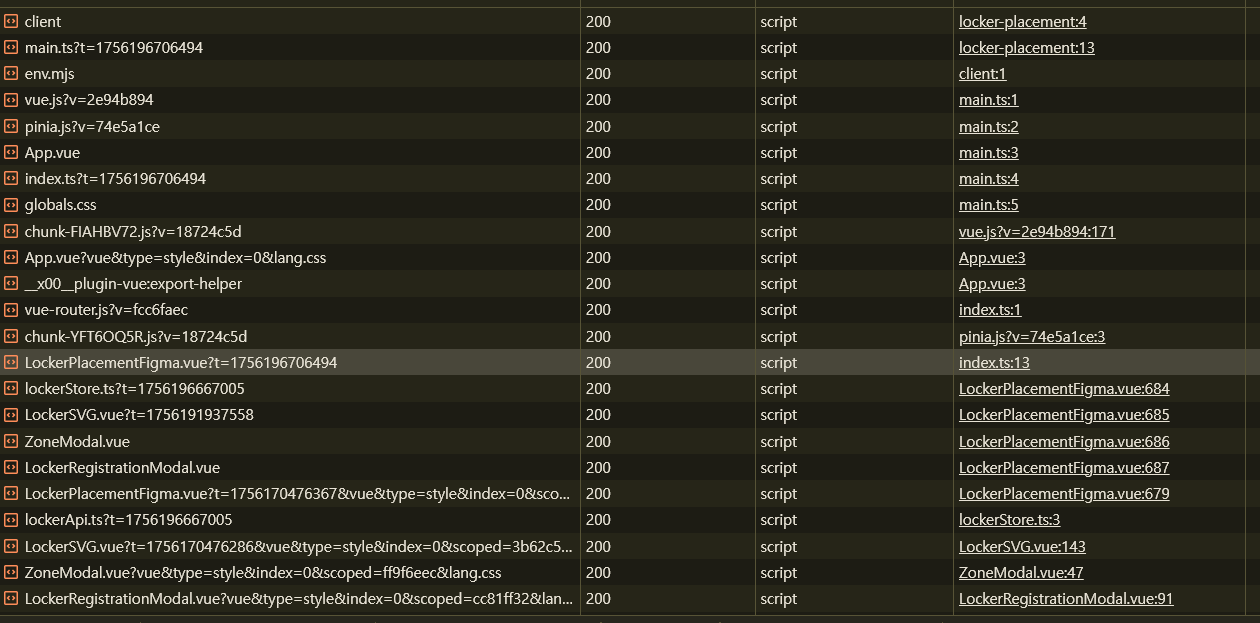 client 200 script locker-placement:4
main.ts?t=1756196706494 200 script locker-placement:13
env.mjs 200 script client:1
vue.js?v=2e94b894 200 script main.ts:1
pinia.js?v=74e5a1ce 200 script main.ts:2
App.vue 200 script main.ts:3
index.ts?t=1756196706494 200 script main.ts:4
globals.css 200 script main.ts:5
chunk-FIAHBV72.js?v=18724c5d 200 script vue.js?v=2e94b894:171
App.vue?vue&type=style&index=0&lang.css 200 script App.vue:3
__x00__plugin-vue:export-helper 200 script App.vue:3
vue-router.js?v=fcc6faec 200 script index.ts:1
chunk-YFT6OQ5R.js?v=18724c5d 200 script pinia.js?v=74e5a1ce:3
LockerPlacementFigma.vue?t=1756196706494 200 script index.ts:13
lockerStore.ts?t=1756196667005 200 script LockerPlacementFigma.vue:684
LockerSVG.vue?t=1756191937558 200 script LockerPlacementFigma.vue:685
ZoneModal.vue 200 script LockerPlacementFigma.vue:686
LockerRegistrationModal.vue 200 script LockerPlacementFigma.vue:687
LockerPlacementFigma.vue?t=1756170476367&vue&type=style&index=0&sco... 200 script LockerPlacementFigma.vue:679
lockerApi.ts?t=1756196667005 200 script lockerStore.ts:3
LockerSVG.vue?t=1756170476286&vue&type=style&index=0&scoped=3b62c5... 200 script LockerSVG.vue:143
ZoneModal.vue?vue&type=style&index=0&scoped=ff9f6eec&lang.css 200 script ZoneModal.vue:47
LockerRegistrationModal.vue?vue&type=style&index=0&scoped=cc81ff32&lan... 200 script LockerRegistrationModal.vue:91